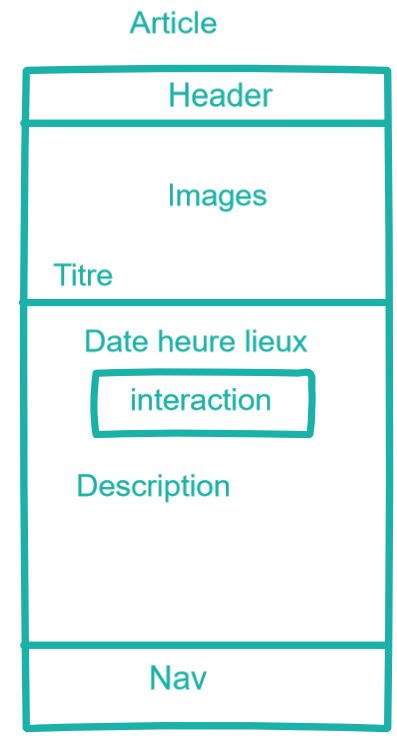 Article
Header
Images
Titre
Date heure lieux
interaction
Description
Nav